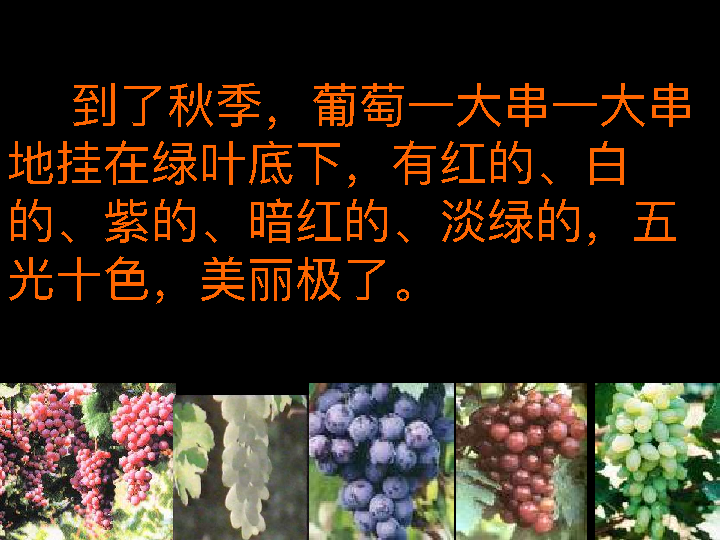 到了秋季，葡萄一大串一大串
地挂在绿叶底下，有红的、白
的、紫的、暗红的、淡绿的，五
光十色，美丽极了。